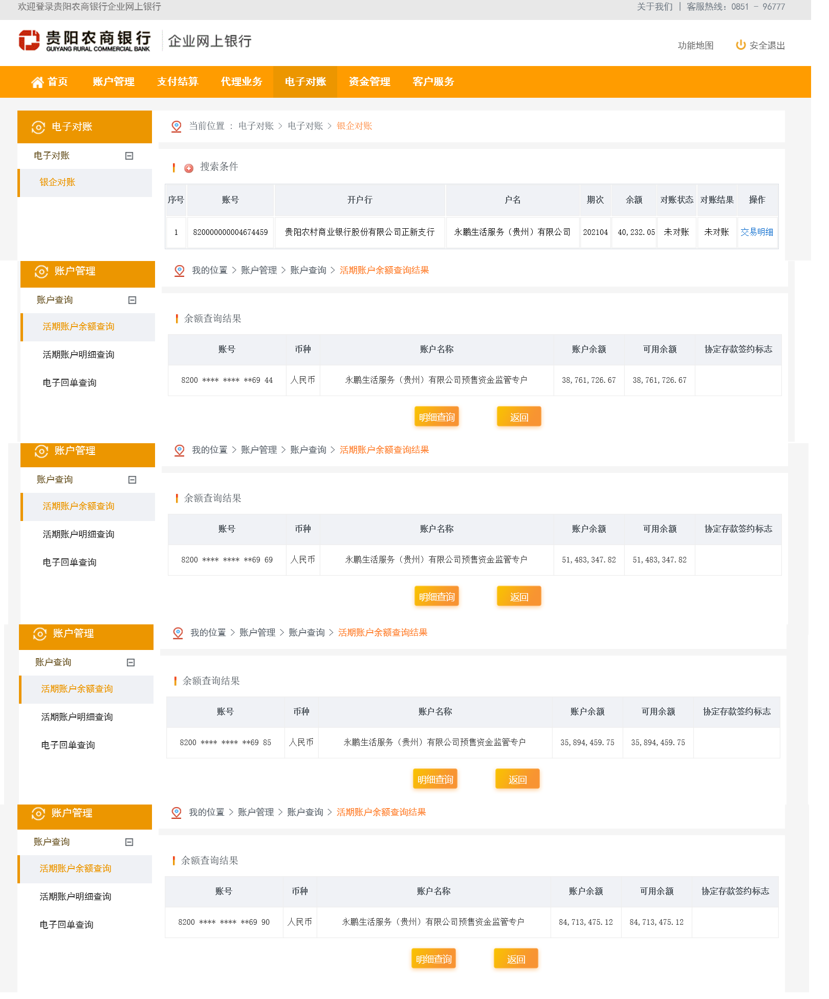 欢迎登录贵阳农商银行企业网上银行
关于我们 | 客服热线：0851 - 96777
贵阳农商银行 企业网上银行
GUIYANG RURAL COMMERCIAL BANK
功能地图 安全退出
首页 账户管理 支付结算 代理业务 电子对账 资金管理 客户服务
电子对账
当前位置 : 电子对账 > 电子对账 > 银企对账
电子对账
搜索条件
银企对账
序号 账号 开户行 户名 期次 余额 对账状态 对账结果 操作
1 820000000004674459 贵阳农村商业银行股份有限公司正新支行 永鹏生活服务（贵州）有限公司 202104 40,232.05 未对账 未对账 交易明细
账户管理
我的位置 > 账户管理 > 账户查询 > 活期账户余额查询结果
账户查询
余额查询结果
活期账户余额查询
活期账户明细查询
电子回单查询
账号 币种 账户名称 账户余额 可用余额 协定存款签约标志
8200 **** **** **69 44 人民币 永鹏生活服务（贵州）有限公司预售资金监管专户 38,761,726.67 38,761,726.67
明细查询 返回
账户管理
我的位置 > 账户管理 > 账户查询 > 活期账户余额查询结果
账户查询
余额查询结果
活期账户余额查询
活期账户明细查询
电子回单查询
账号 币种 账户名称 账户余额 可用余额 协定存款签约标志
8200 **** **** **69 69 人民币 永鹏生活服务（贵州）有限公司预售资金监管专户 51,483,347.82 51,483,347.82
明细查询 返回
账户管理
我的位置 > 账户管理 > 账户查询 > 活期账户余额查询结果
账户查询
余额查询结果
活期账户余额查询
活期账户明细查询
电子回单查询
账号 币种 账户名称 账户余额 可用余额 协定存款签约标志
8200 **** **** **69 85 人民币 永鹏生活服务（贵州）有限公司预售资金监管专户 35,894,459.75 35,894,459.75
明细查询 返回
账户管理
我的位置 > 账户管理 > 账户查询 > 活期账户余额查询结果
账户查询
余额查询结果
活期账户余额查询
活期账户明细查询
电子回单查询
账号 币种 账户名称 账户余额 可用余额 协定存款签约标志
8200 **** **** **69 90 人民币 永鹏生活服务（贵州）有限公司预售资金监管专户 84,713,475.12 84,713,475.12
明细查询 返回